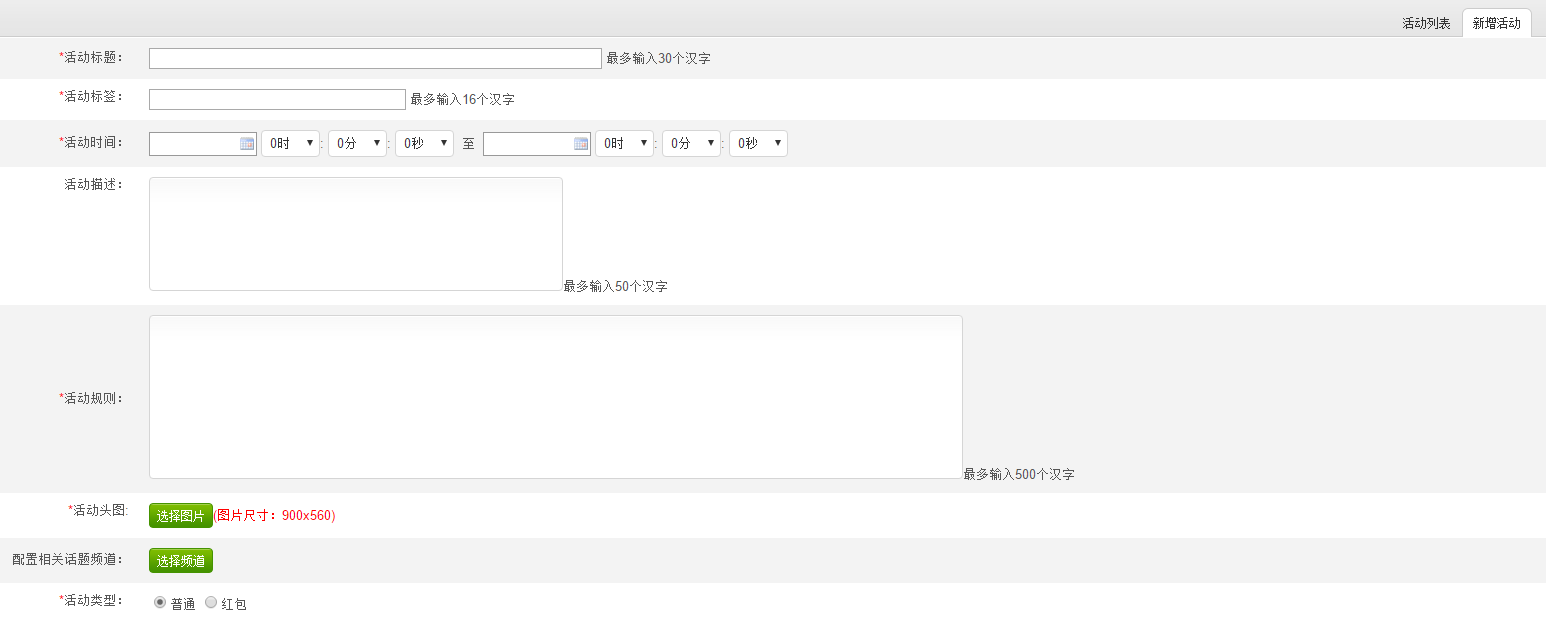 活动列表 新增活动
*活动标题： 最多输入30个汉字
*活动标签： 最多输入16个汉字
*活动时间： 0时 : 0分 : 0秒 至 0时 : 0分 : 0秒
活动描述：
最多输入50个汉字
*活动规则：
最多输入500个汉字
*活动头图: 选择图片 (图片尺寸：900x560)
配置相关话题频道： 选择频道
*活动类型： 普通 红包